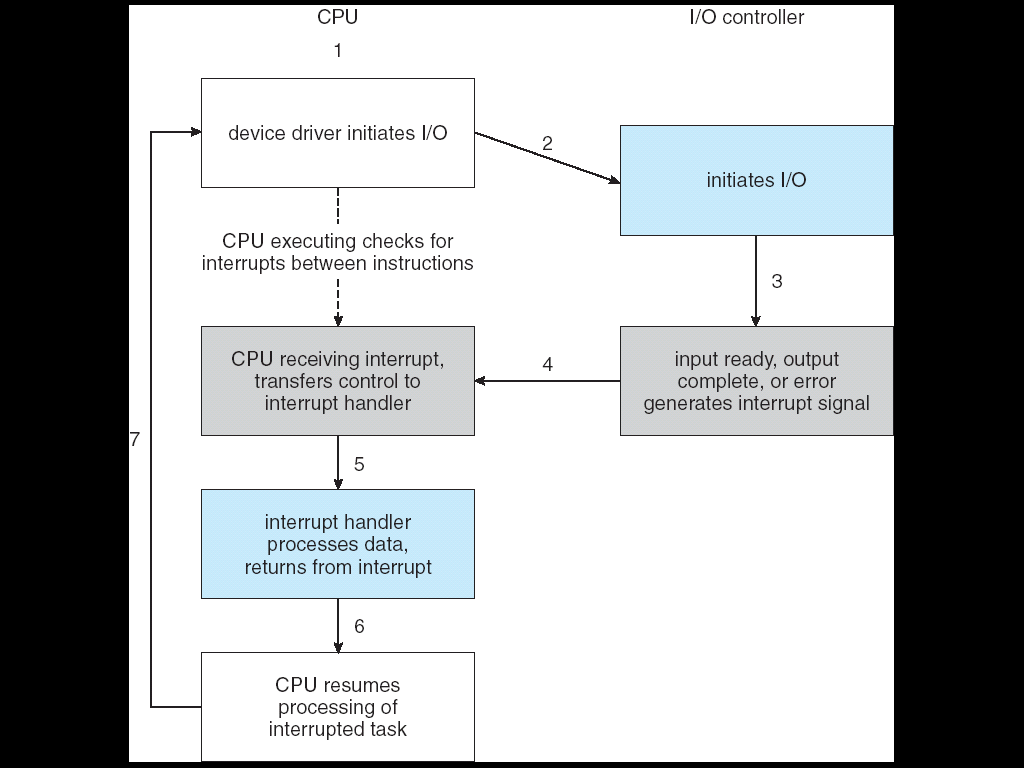 CPU
I/O controller
1
device driver initiates I/O
2
initiates I/O
CPU executing checks for
interrupts between instructions
3
CPU receiving interrupt,
transfers control to
interrupt handler
4
input ready, output
complete, or error
generates interrupt signal
7
5
interrupt handler
processes data,
returns from interrupt
6
CPU resumes
processing of
interrupted task